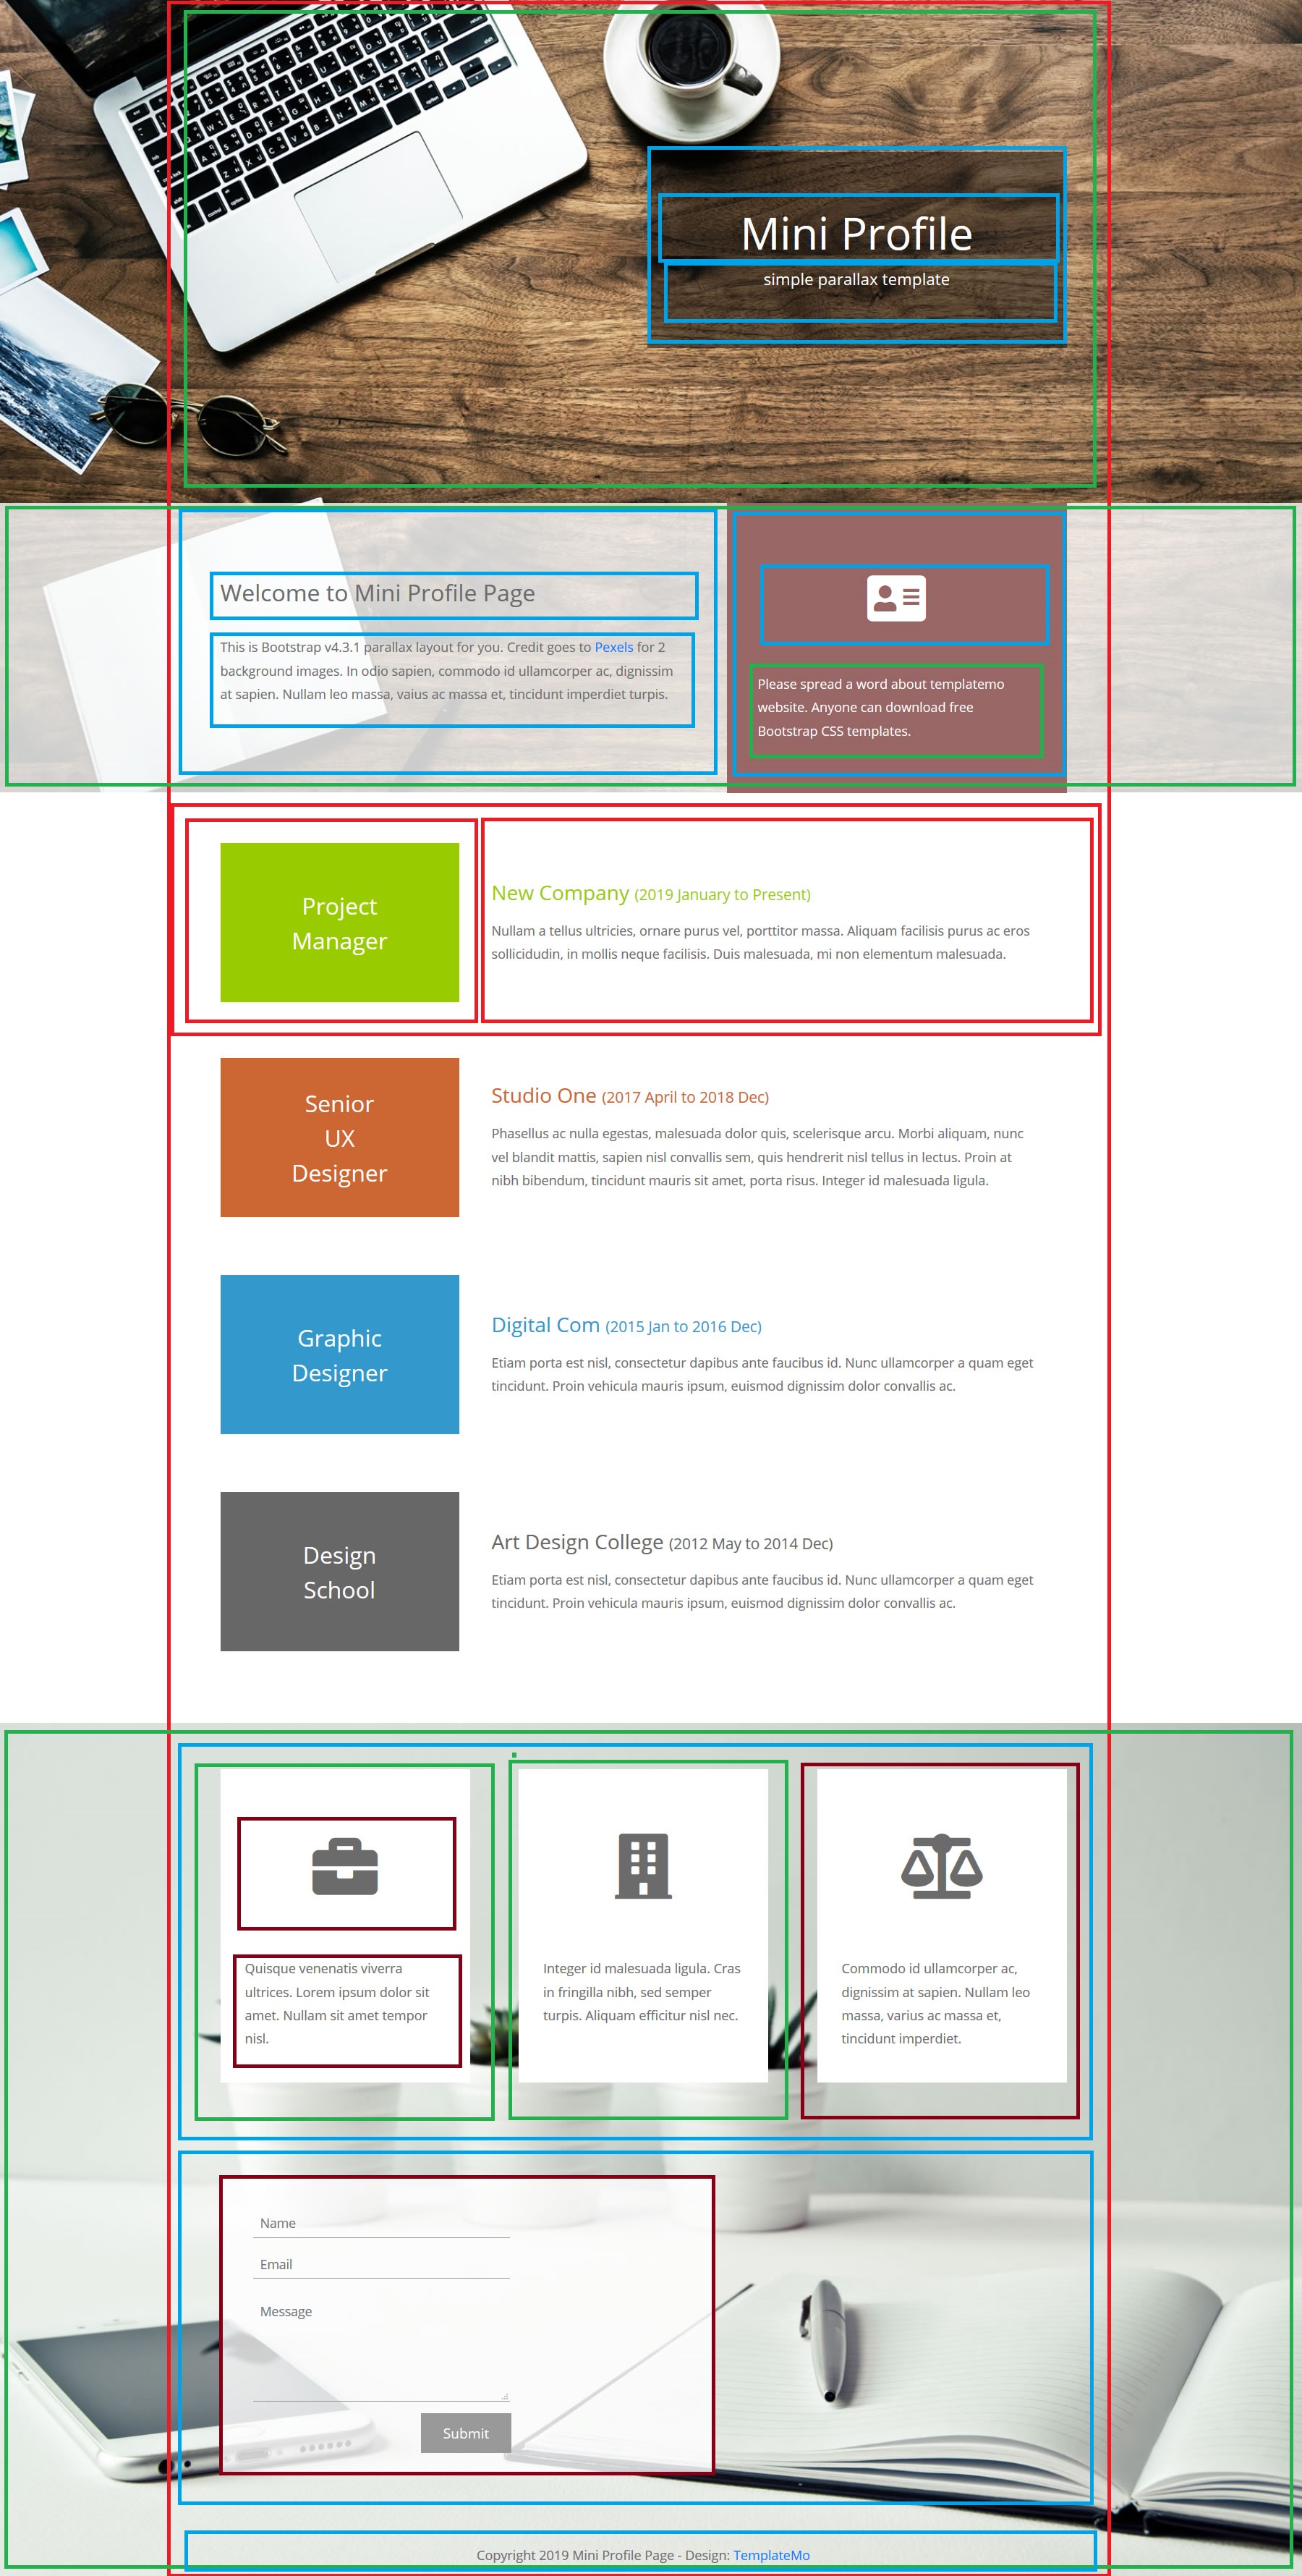 Mini Profile
simple parallax template
Welcome to Mini Profile Page
This is Bootstrap v4.3.1 parallax layout for you. Credit goes to Pexels for 2
background images. In odio sapien, commodo id ullamcorper ac, dignissim
at sapien. Nullam leo massa, vaius ac massa et, tincidunt imperdiet turpis.
Please spread a word about templatemo
website. Anyone can download free
Bootstrap CSS templates.
Project
Manager
New Company (2019 January to Present)
Nullam a tellus ultricies, ornare purus vel, porttitor massa. Aliquam facilisis purus ac eros
sollicidudin, in mollis neque facilisis. Duis malesuada, mi non elementum malesuada.
Senior
UX
Designer
Studio One (2017 April to 2018 Dec)
Phasellus ac nulla egestas, malesuada dolor quis, scelerisque arcu. Morbi aliquam, nunc
vel blandit mattis, sapien nisl convallis sem, quis hendrerit nisl tellus in lectus. Proin at
nibh bibendum, tincidunt mauris sit amet, porta risus. Integer id malesuada ligula.
Graphic
Designer
Digital Com (2015 Jan to 2016 Dec)
Etiam porta est nisl, consectetur dapibus ante faucibus id. Nunc ullamcorper a quam eget
tincidunt. Proin vehicula mauris ipsum, euismod dignissim dolor convallis ac.
Design
School
Art Design College (2012 May to 2014 Dec)
Etiam porta est nisl, consectetur dapibus ante faucibus id. Nunc ullamcorper a quam eget
tincidunt. Proin vehicula mauris ipsum, euismod dignissim dolor convallis ac.
Quisque venenatis viverra
ultrices. Lorem ipsum dolor sit
amet. Nullam sit amet tempor
nisl.
Integer id malesuada ligula. Cras
in fringilla nibh, sed semper
turpis. Aliquam efficitur nisl nec.
Commodo id ullamcorper ac,
dignissim at sapien. Nullam leo
massa, varius ac massa et,
tincidunt imperdiet.
Name
Email
Message
Submit
Copyright 2019 Mini Profile Page - Design: TemplateMo